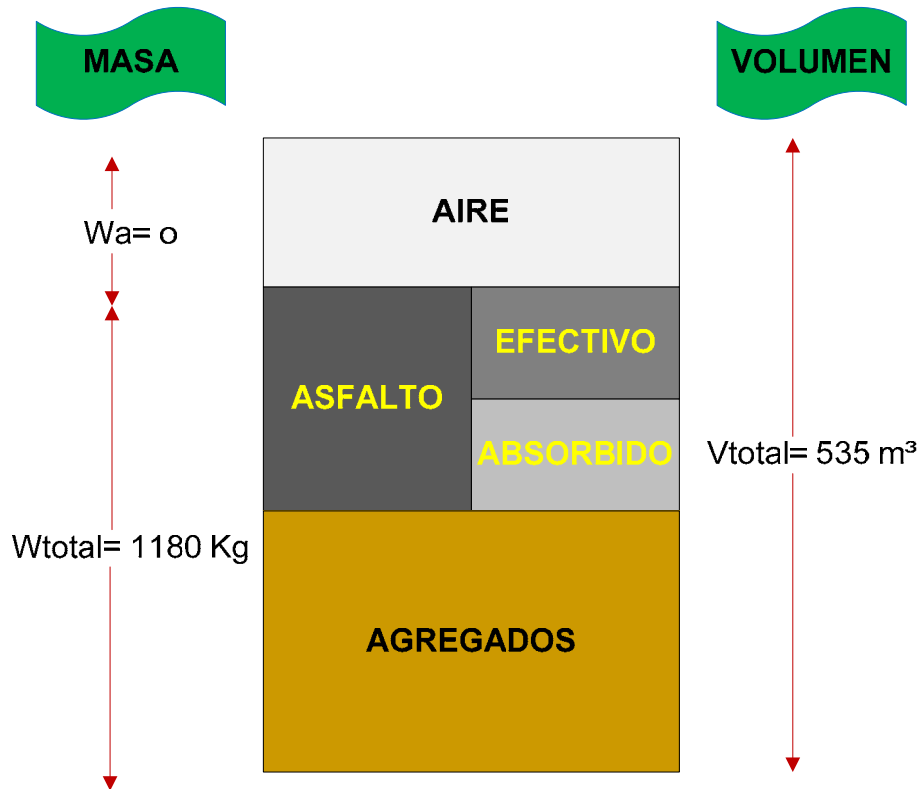 MASA
VOLUMEN
AIRE
Wa= o
EFECTIVO
ASFALTO
ABSORBIDO
Vtotal= 535 m³
Wtotal= 1180 Kg
AGREGADOS